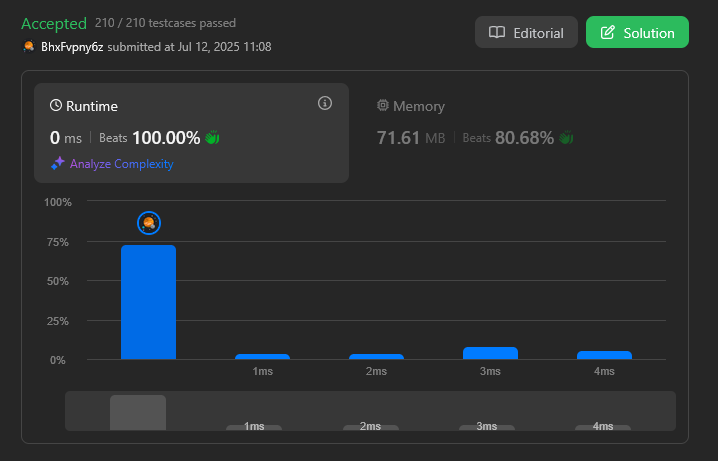 Accepted 210 / 210 testcases passed
BhxFvpny6z submitted at Jul 12, 2025 11:08
Editorial
Solution
Runtime
0 ms Beats 100.00%
Analyze Complexity
Memory
71.61 MB Beats 80.68%
100%
75%
50%
25%
0%
1ms 2ms 3ms 4ms
1ms 2ms 3ms 4ms